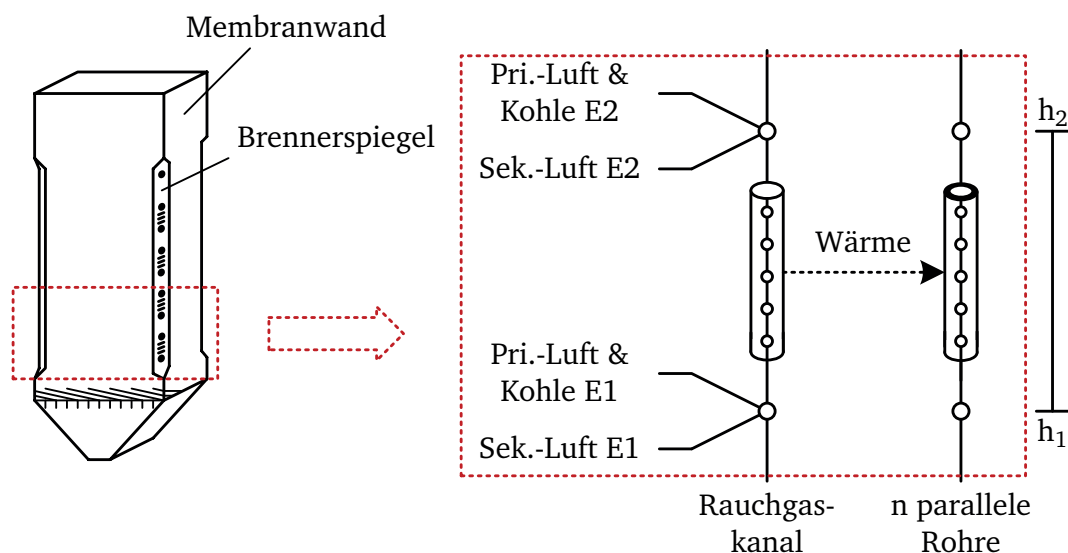 Membranwand
Brennerspiegel
Pri.-Luft &
Kohle E2
Sek.-Luft E2
Wärme
Pri.-Luft &
Kohle E1
Sek.-Luft E1
h₂
h₁
Rauchgas-
kanal
n parallele
Rohre